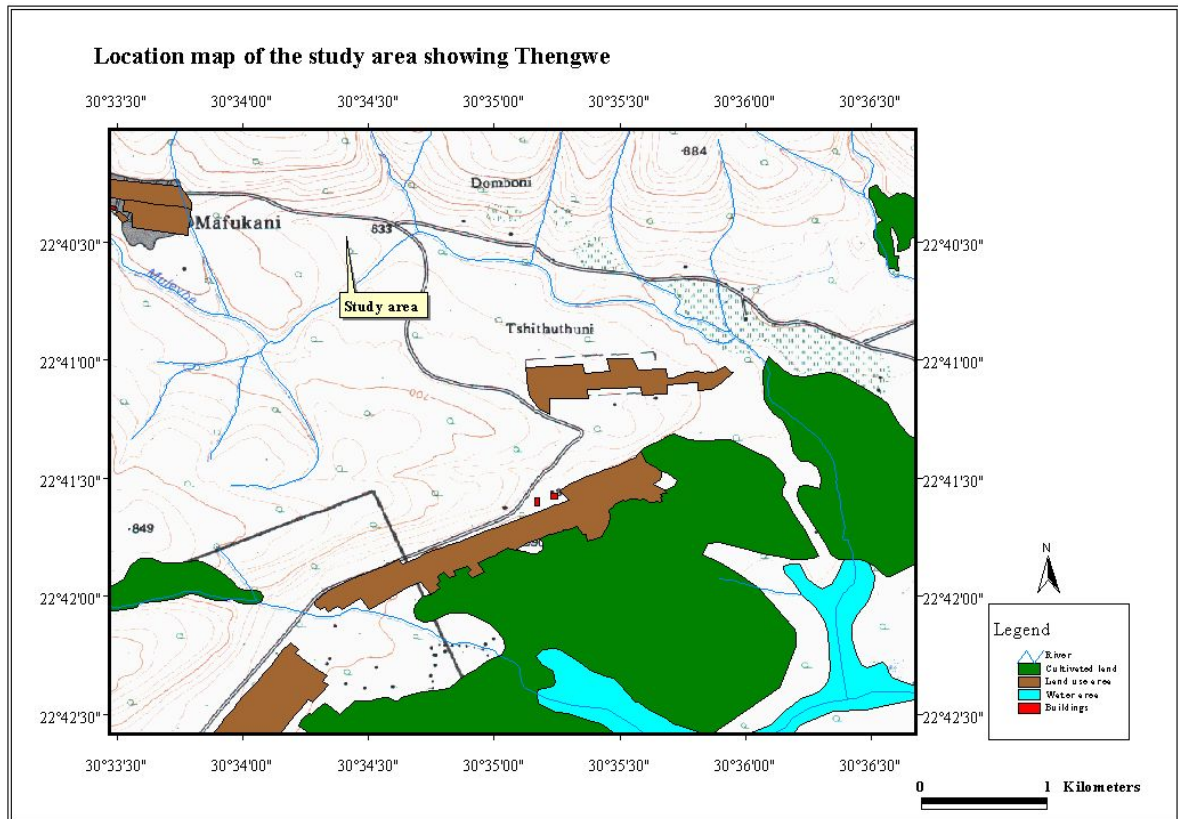 Location map of the study area showing Thengwe
30°33'30" 30°34'00" 30°34'30" 30°35'00" 30°35'30" 30°36'00" 30°36'30"
·884
Domboni
Mafukani
633
22°40'30" 22°40'30"
Mutevhe
Study area
Tshithuthuni
22°41'00" 22°41'00"
700
22°41'30" 22°41'30"
·849
22°42'00" 22°42'00"
22°42'30" 22°42'30"
30°33'30" 30°34'00" 30°34'30" 30°35'00" 30°35'30" 30°36'00" 30°36'30"
N
Legend
River
Cultivated land
Land use area
Water area
Buildings
0 1 Kilometers